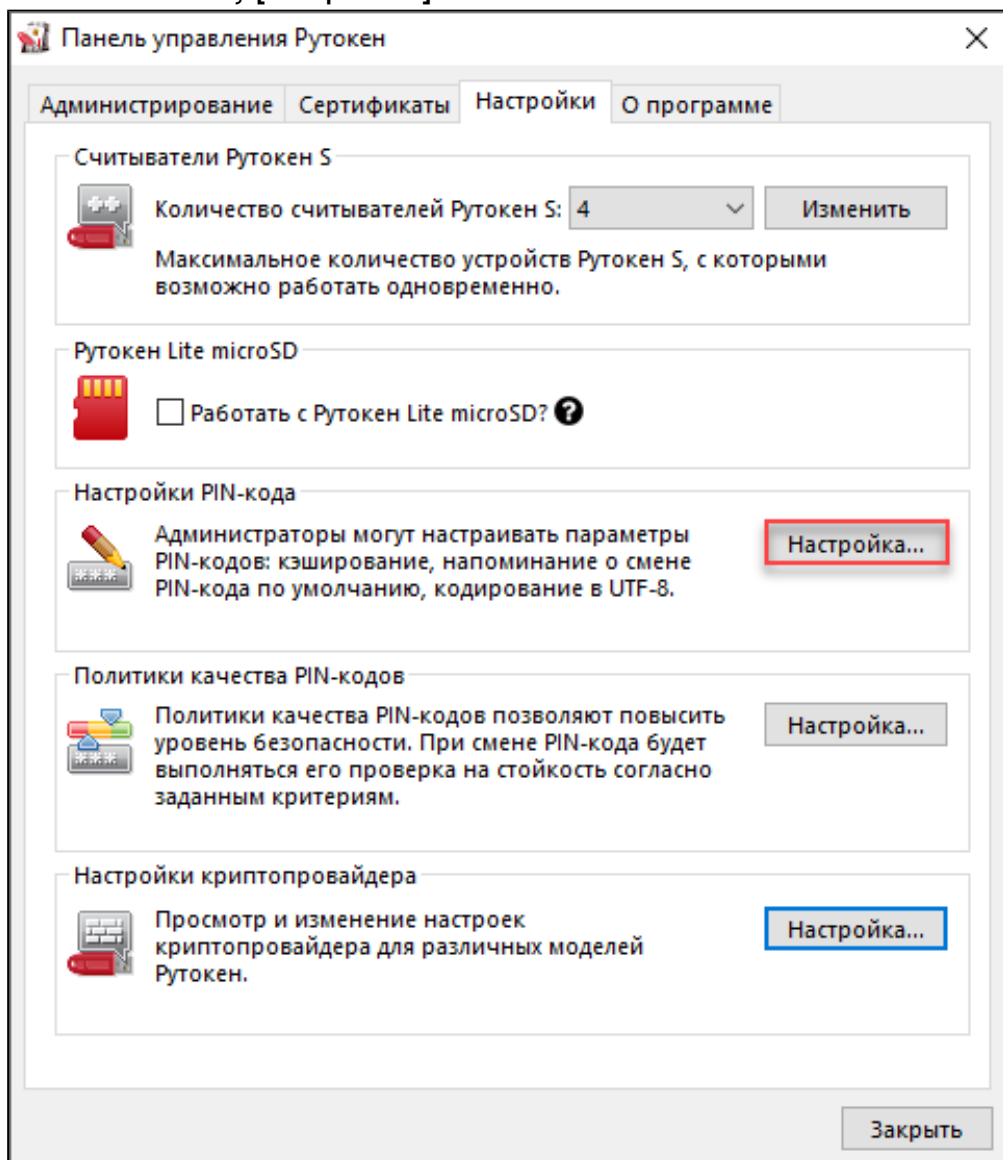 Панель управления Рутокен
Администрирование Сертификаты Настройки О программе
Считыватели Рутокен S
Количество считывателей Рутокен S: 4 Изменить
Максимальное количество устройств Рутокен S, с которыми
возможно работать одновременно.
Рутокен Lite microSD
Работать с Рутокен Lite microSD? ?
Настройки PIN-кода
Администраторы могут настраивать параметры
PIN-кодов: кэширование, напоминание о смене
PIN-кода по умолчанию, кодирование в UTF-8.
Настройка...
Политики качества PIN-кодов
Политики качества PIN-кодов позволяют повысить
уровень безопасности. При смене PIN-кода будет
выполняться его проверка на стойкость согласно
заданным критериям.
Настройка...
Настройки криптопровайдера
Просмотр и изменение настроек
криптопровайдера для различных моделей
Рутокен.
Настройка...
Закрыть